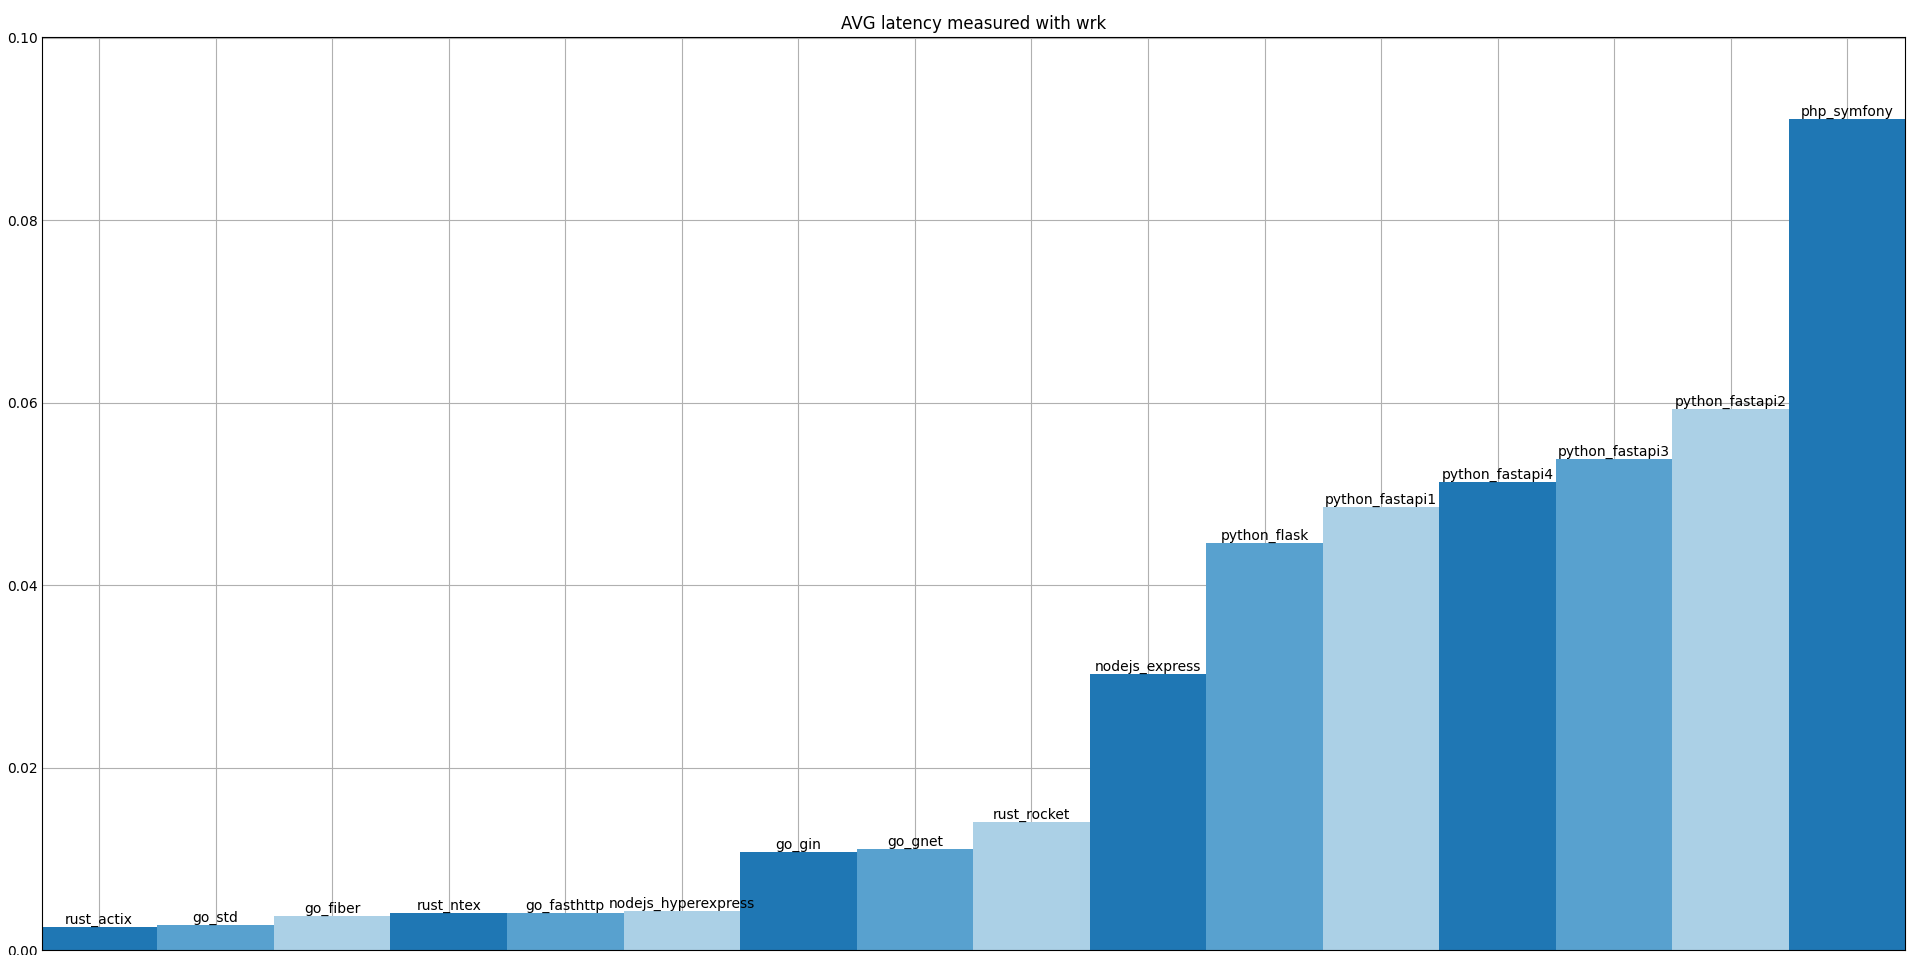 AVG latency measured with wrk
0.10
0.08
0.06
0.04
0.02
0.00
rust_actix
go_std
go_fiber
rust_ntex
go_fasthttp
nodejs_hyperexpress
go_gin
go_gnet
rust_rocket
nodejs_express
python_flask
python_fastapi1
python_fastapi4
python_fastapi3
python_fastapi2
php_symfony